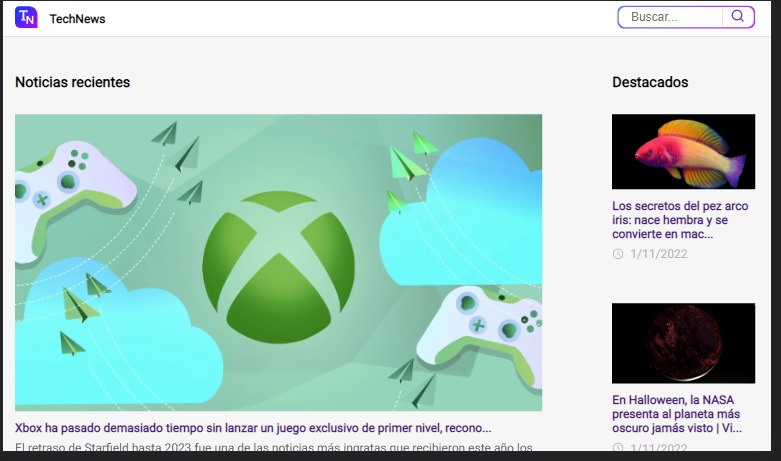 TN
TechNews
Buscar...
Noticias recientes
Destacados
Los secretos del pez arco
iris: nace hembra y se
convierte en mac...
1/11/2022
En Halloween, la NASA
presenta al planeta más
oscuro jamás visto | Vi...
1/11/2022
Xbox ha pasado demasiado tiempo sin lanzar un juego exclusivo de primer nivel, recono...
El retraso de Starfield hasta 2023 fue una de las noticias más ingratas que recibieron este año los